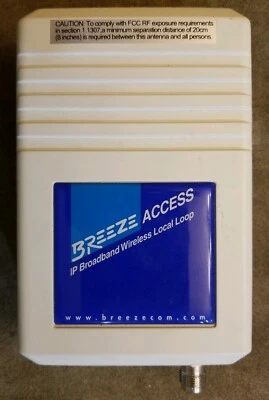 CAUTION: To comply with FCC RF exposure requirements
in section 1.1307,a minimum separation distance of 20cm
(8 inches) is required between this antenna and all persons.
BREEZE ACCESS
IP Broadband Wireless Local Loop
www.breezecom.com